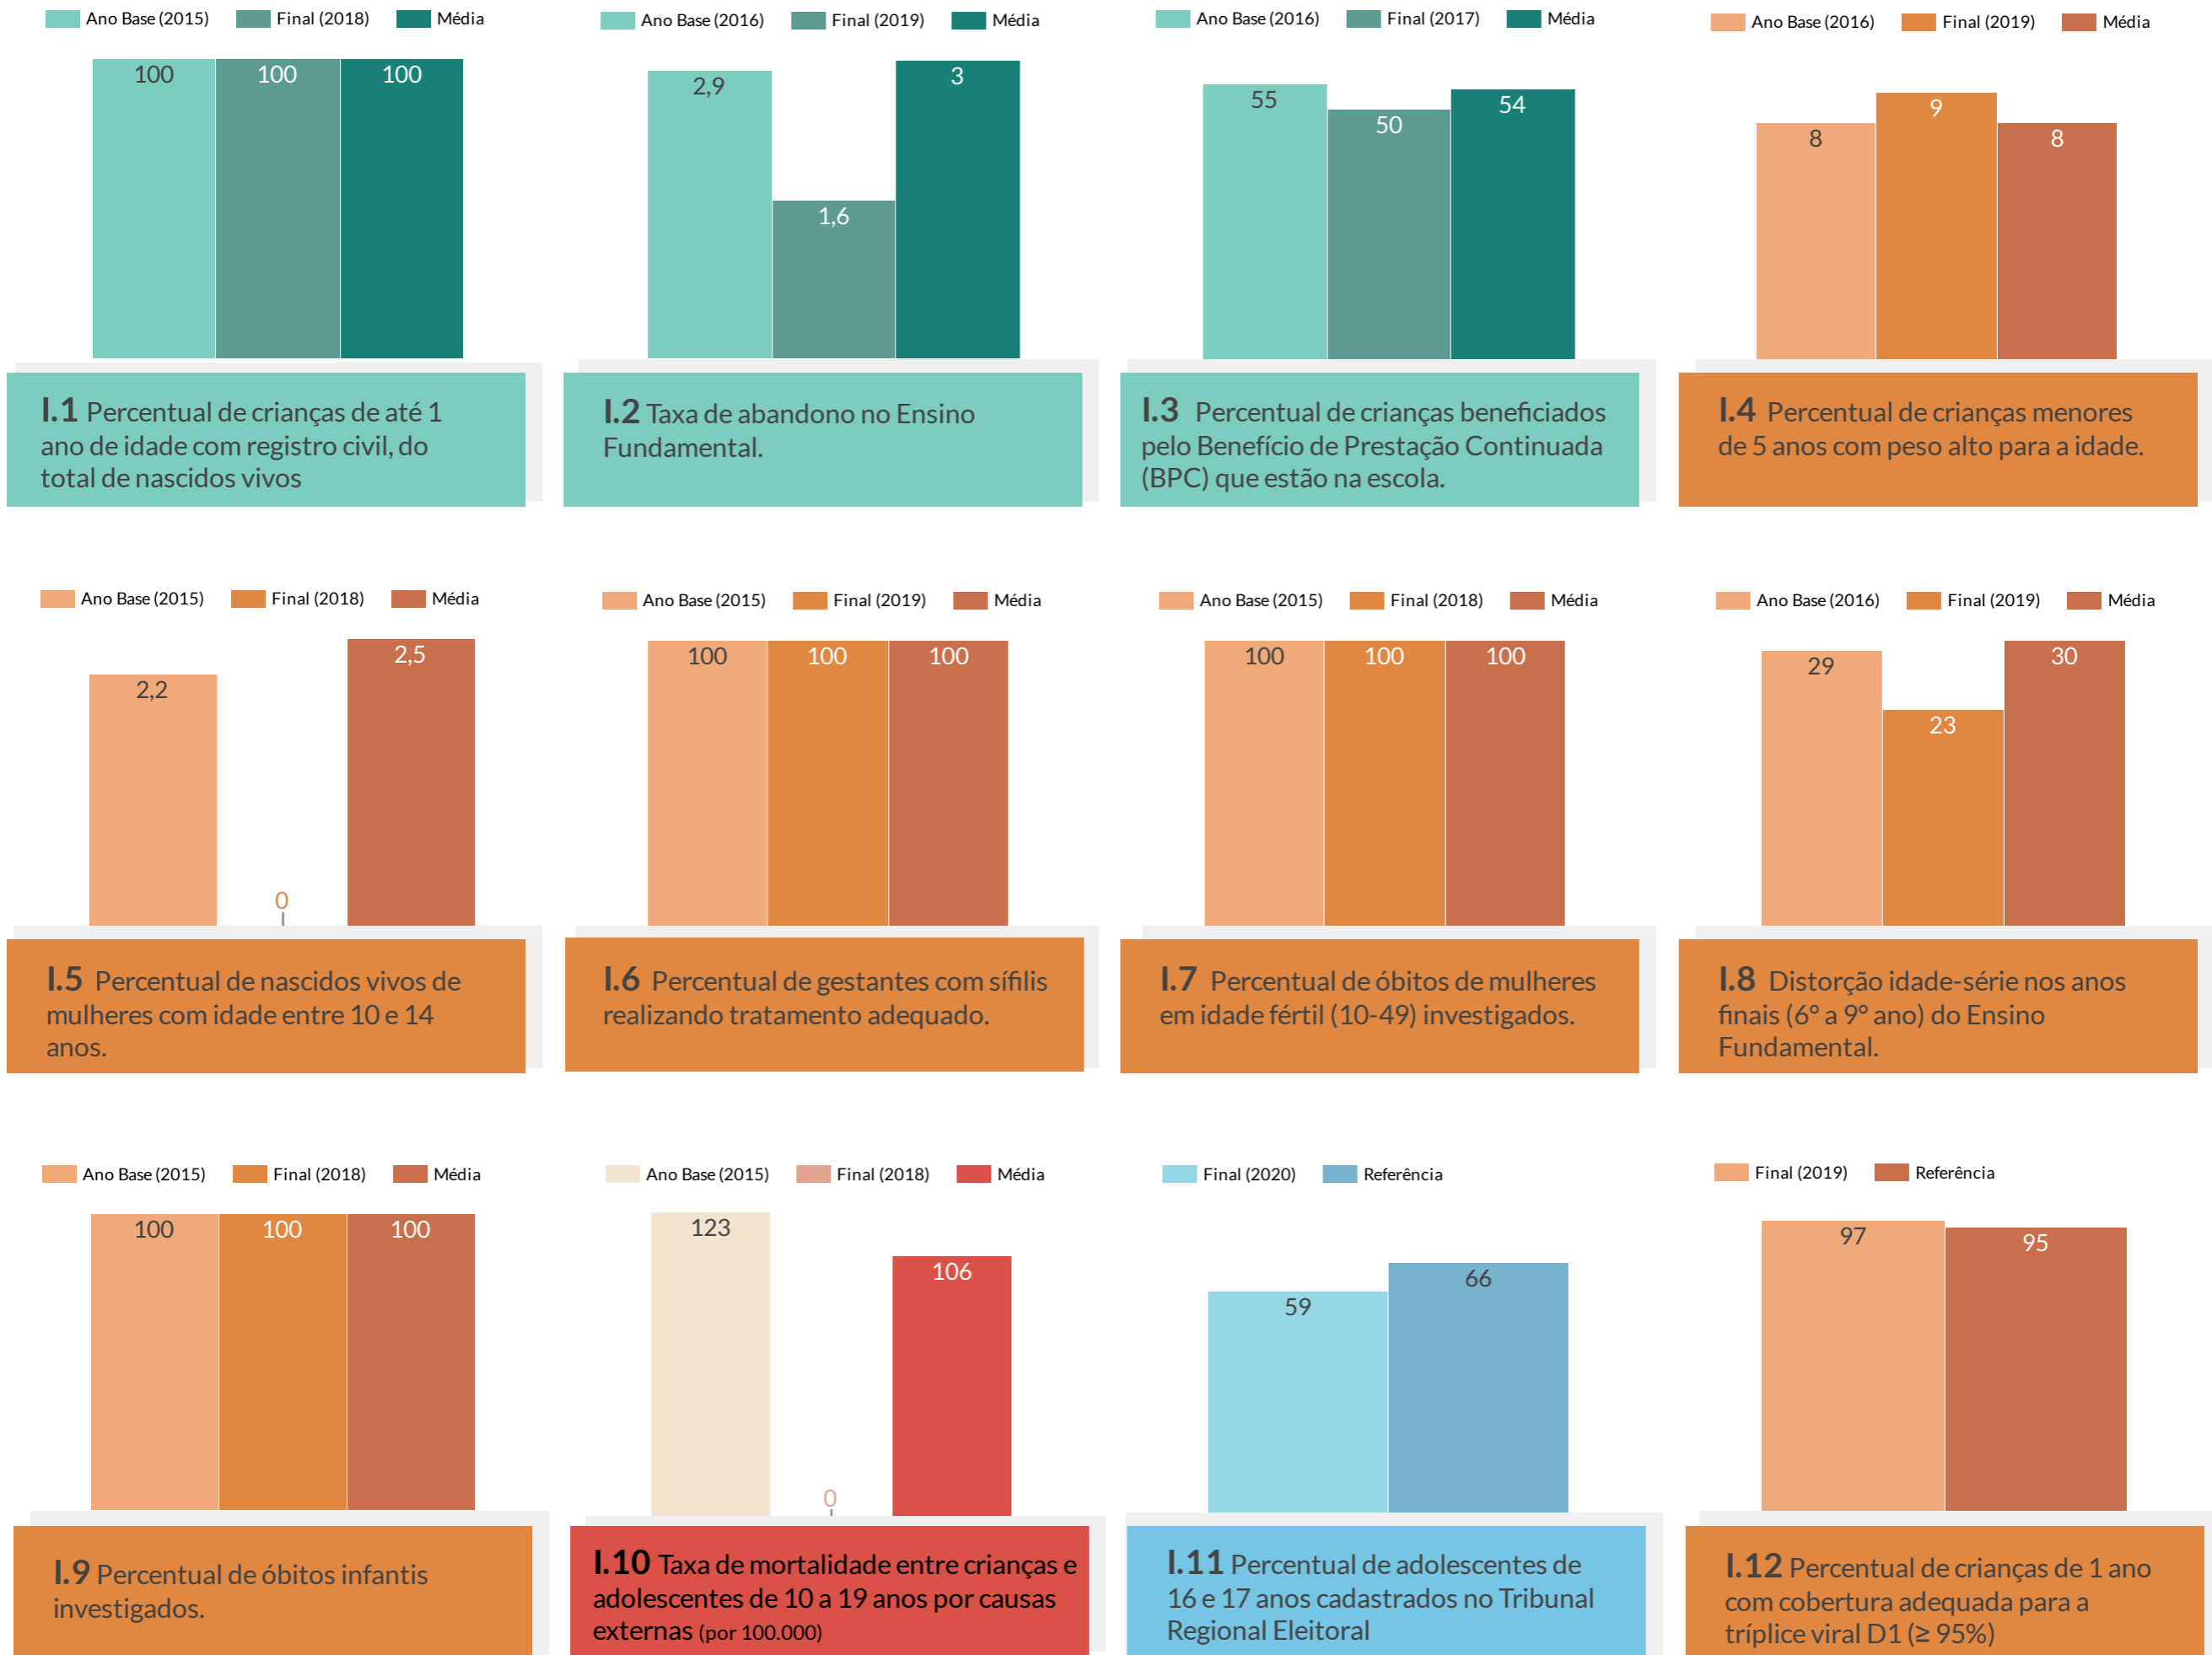 Ano Base (2015) Final (2018) Média
100 100 100
I.1 Percentual de crianças de até 1
ano de idade com registro civil, do
total de nascidos vivos
Ano Base (2016) Final (2019) Média
2,9 1,6 3
I.2 Taxa de abandono no Ensino
Fundamental.
Ano Base (2016) Final (2017) Média
55 50 54
I.3 Percentual de crianças beneficiados
pelo Benefício de Prestação Continuada
(BPC) que estão na escola.
Ano Base (2016) Final (2019) Média
8 9 8
I.4 Percentual de crianças menores
de 5 anos com peso alto para a idade.
Ano Base (2015) Final (2018) Média
2,2 0 2,5
I.5 Percentual de nascidos vivos de
mulheres com idade entre 10 e 14
anos.
Ano Base (2015) Final (2019) Média
100 100 100
I.6 Percentual de gestantes com sífilis
realizando tratamento adequado.
Ano Base (2015) Final (2018) Média
100 100 100
I.7 Percentual de óbitos de mulheres
em idade fértil (10-49) investigados.
Ano Base (2016) Final (2019) Média
29 23 30
I.8 Distorção idade-série nos anos
finais (6° a 9° ano) do Ensino
Fundamental.
Ano Base (2015) Final (2018) Média
100 100 100
I.9 Percentual de óbitos infantis
investigados.
Ano Base (2015) Final (2018) Média
123 0 106
I.10 Taxa de mortalidade entre crianças e
adolescentes de 10 a 19 anos por causas
externas (por 100.000)
Final (2020) Referência
59 66
I.11 Percentual de adolescentes de
16 e 17 anos cadastrados no Tribunal
Regional Eleitoral
Final (2019) Referência
97 95
I.12 Percentual de crianças de 1 ano
com cobertura adequada para a
tríplice viral D1 (≥ 95%)